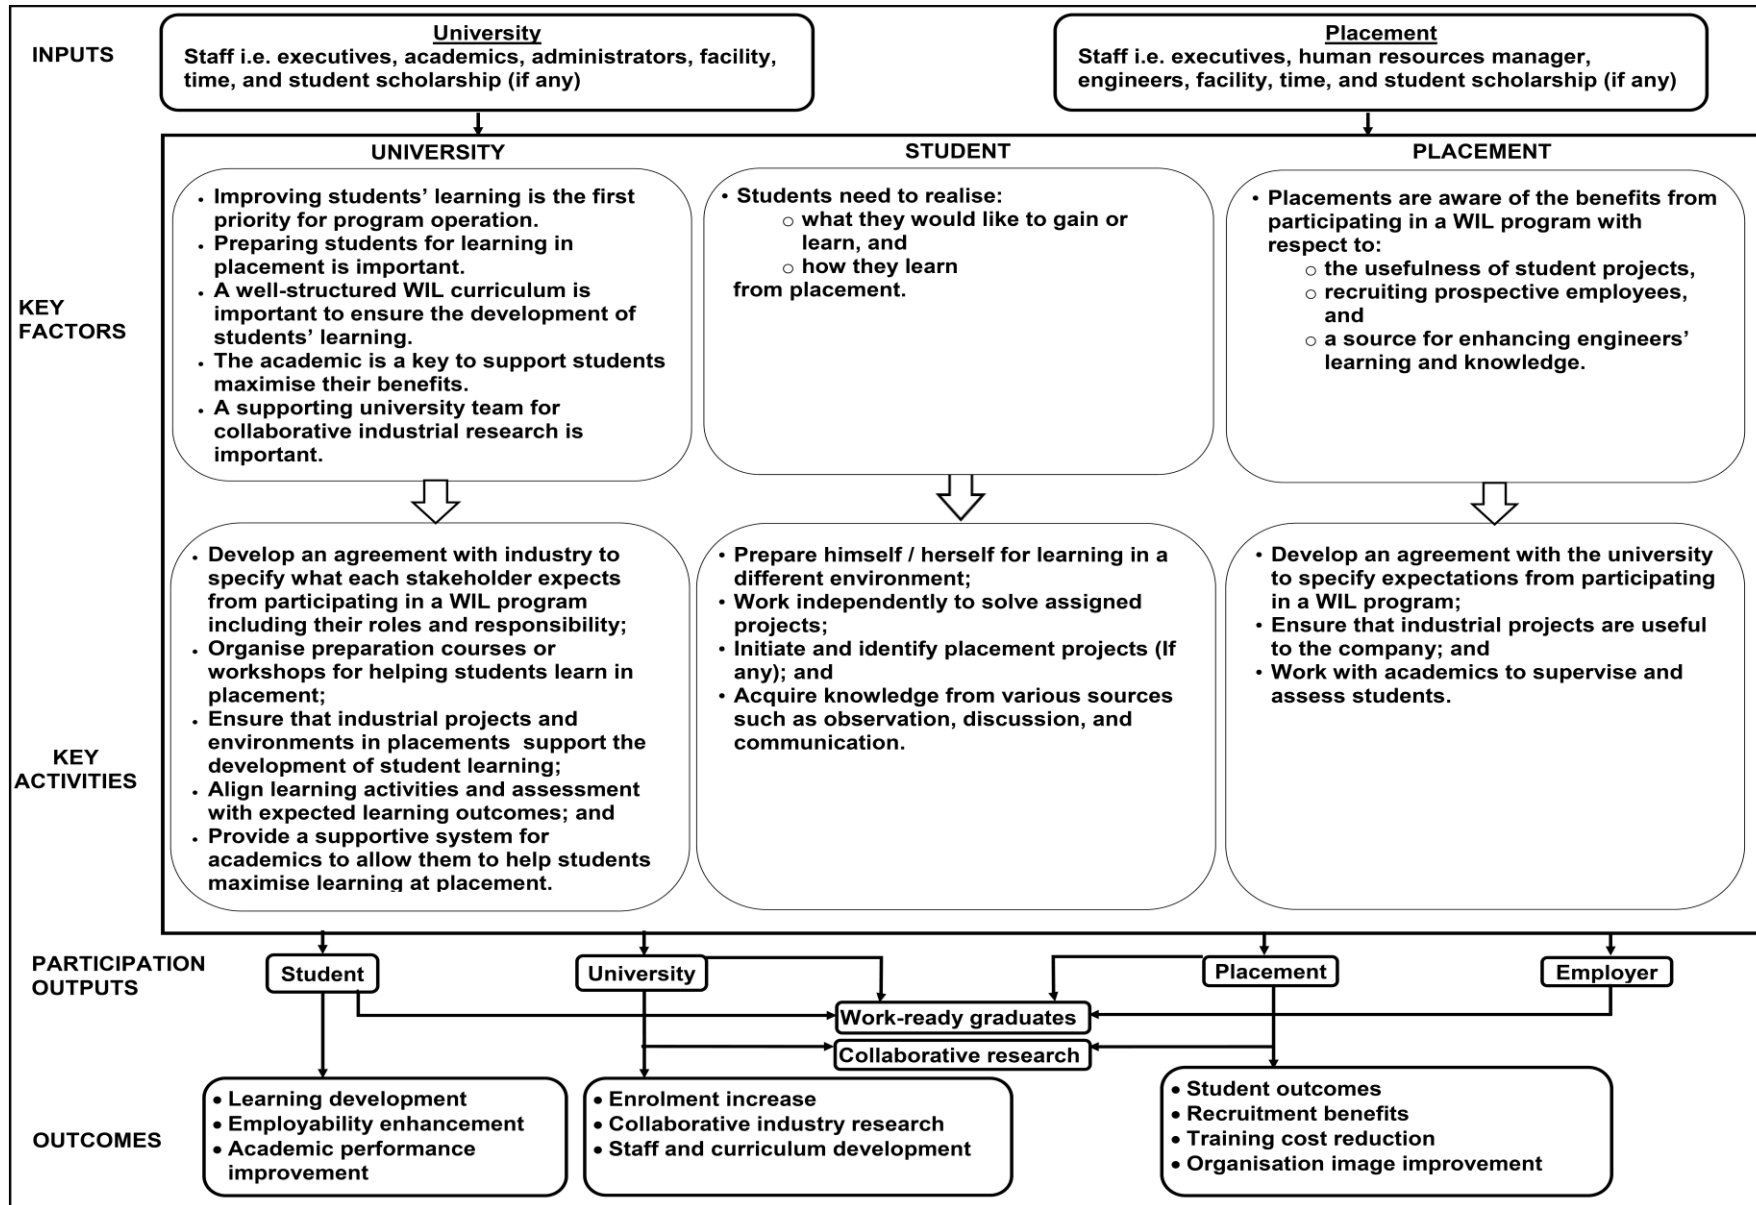 INPUTS
University
Staff i.e. executives, academics, administrators, facility,
time, and student scholarship (if any)
Placement
Staff i.e. executives, human resources manager,
engineers, facility, time, and student scholarship (if any)
KEY
FACTORS
UNIVERSITY
• Improving students’ learning is the first
priority for program operation.
• Preparing students for learning in
placement is important.
• A well-structured WIL curriculum is
important to ensure the development of
students’ learning.
• The academic is a key to support students
maximise their benefits.
• A supporting university team for
collaborative industrial research is
important.
STUDENT
• Students need to realise:
o what they would like to gain or
learn, and
o how they learn
from placement.
PLACEMENT
• Placements are aware of the benefits from
participating in a WIL program with
respect to:
o the usefulness of student projects,
o recruiting prospective employees,
and
o a source for enhancing engineers’
learning and knowledge.
KEY
ACTIVITIES
• Develop an agreement with industry to
specify what each stakeholder expects
from participating in a WIL program
including their roles and responsibility;
• Organise preparation courses or
workshops for helping students learn in
placement;
• Ensure that industrial projects and
environments in placements support the
development of student learning;
• Align learning activities and assessment
with expected learning outcomes; and
• Provide a supportive system for
academics to allow them to help students
maximise learning at placement.
• Prepare himself / herself for learning in a
different environment;
• Work independently to solve assigned
projects;
• Initiate and identify placement projects (If
any); and
• Acquire knowledge from various sources
such as observation, discussion, and
communication.
• Develop an agreement with the university
to specify expectations from participating
in a WIL program;
• Ensure that industrial projects are useful
to the company; and
• Work with academics to supervise and
assess students.
PARTICIPATION
OUTPUTS
Student
University
Placement
Employer
Work-ready graduates
Collaborative research
OUTCOMES
• Learning development
• Employability enhancement
• Academic performance
improvement
• Enrolment increase
• Collaborative industry research
• Staff and curriculum development
• Student outcomes
• Recruitment benefits
• Training cost reduction
• Organisation image improvement